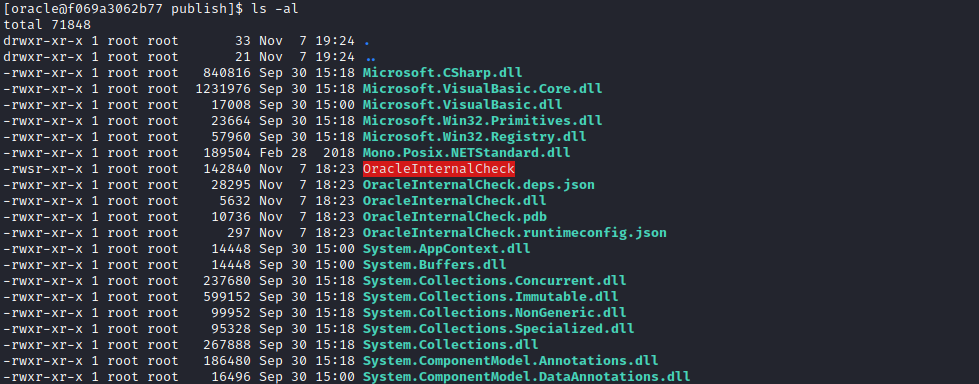 [oracle@f069a3062b77 publish]$ ls -al
total 71848
drwxr-xr-x 1 root root      33 Nov  7 19:24 .
drwxr-xr-x 1 root root      21 Nov  7 19:24 ..
-rwxr-xr-x 1 root root  840816 Sep 30 15:18 Microsoft.CSharp.dll
-rwxr-xr-x 1 root root 1231976 Sep 30 15:18 Microsoft.VisualBasic.Core.dll
-rwxr-xr-x 1 root root   17008 Sep 30 15:00 Microsoft.VisualBasic.dll
-rwxr-xr-x 1 root root   23664 Sep 30 15:18 Microsoft.Win32.Primitives.dll
-rwxr-xr-x 1 root root   57960 Sep 30 15:18 Microsoft.Win32.Registry.dll
-rwxr-xr-x 1 root root  189504 Feb 28  2018 Mono.Posix.NETStandard.dll
-rwsr-xr-x 1 root root  142840 Nov  7 18:23 OracleInternalCheck
-rwxr-xr-x 1 root root   28295 Nov  7 18:23 OracleInternalCheck.deps.json
-rwxr-xr-x 1 root root    5632 Nov  7 18:23 OracleInternalCheck.dll
-rwxr-xr-x 1 root root   10736 Nov  7 18:23 OracleInternalCheck.pdb
-rwxr-xr-x 1 root root     297 Nov  7 18:23 OracleInternalCheck.runtimeconfig.json
-rwxr-xr-x 1 root root   14448 Sep 30 15:00 System.AppContext.dll
-rwxr-xr-x 1 root root   14448 Sep 30 15:00 System.Buffers.dll
-rwxr-xr-x 1 root root  237680 Sep 30 15:18 System.Collections.Concurrent.dll
-rwxr-xr-x 1 root root  599152 Sep 30 15:18 System.Collections.Immutable.dll
-rwxr-xr-x 1 root root   99952 Sep 30 15:18 System.Collections.NonGeneric.dll
-rwxr-xr-x 1 root root   95328 Sep 30 15:18 System.Collections.Specialized.dll
-rwxr-xr-x 1 root root  267888 Sep 30 15:18 System.Collections.dll
-rwxr-xr-x 1 root root  186480 Sep 30 15:18 System.ComponentModel.Annotations.dll
-rwxr-xr-x 1 root root   16496 Sep 30 15:00 System.ComponentModel.DataAnnotations.dll